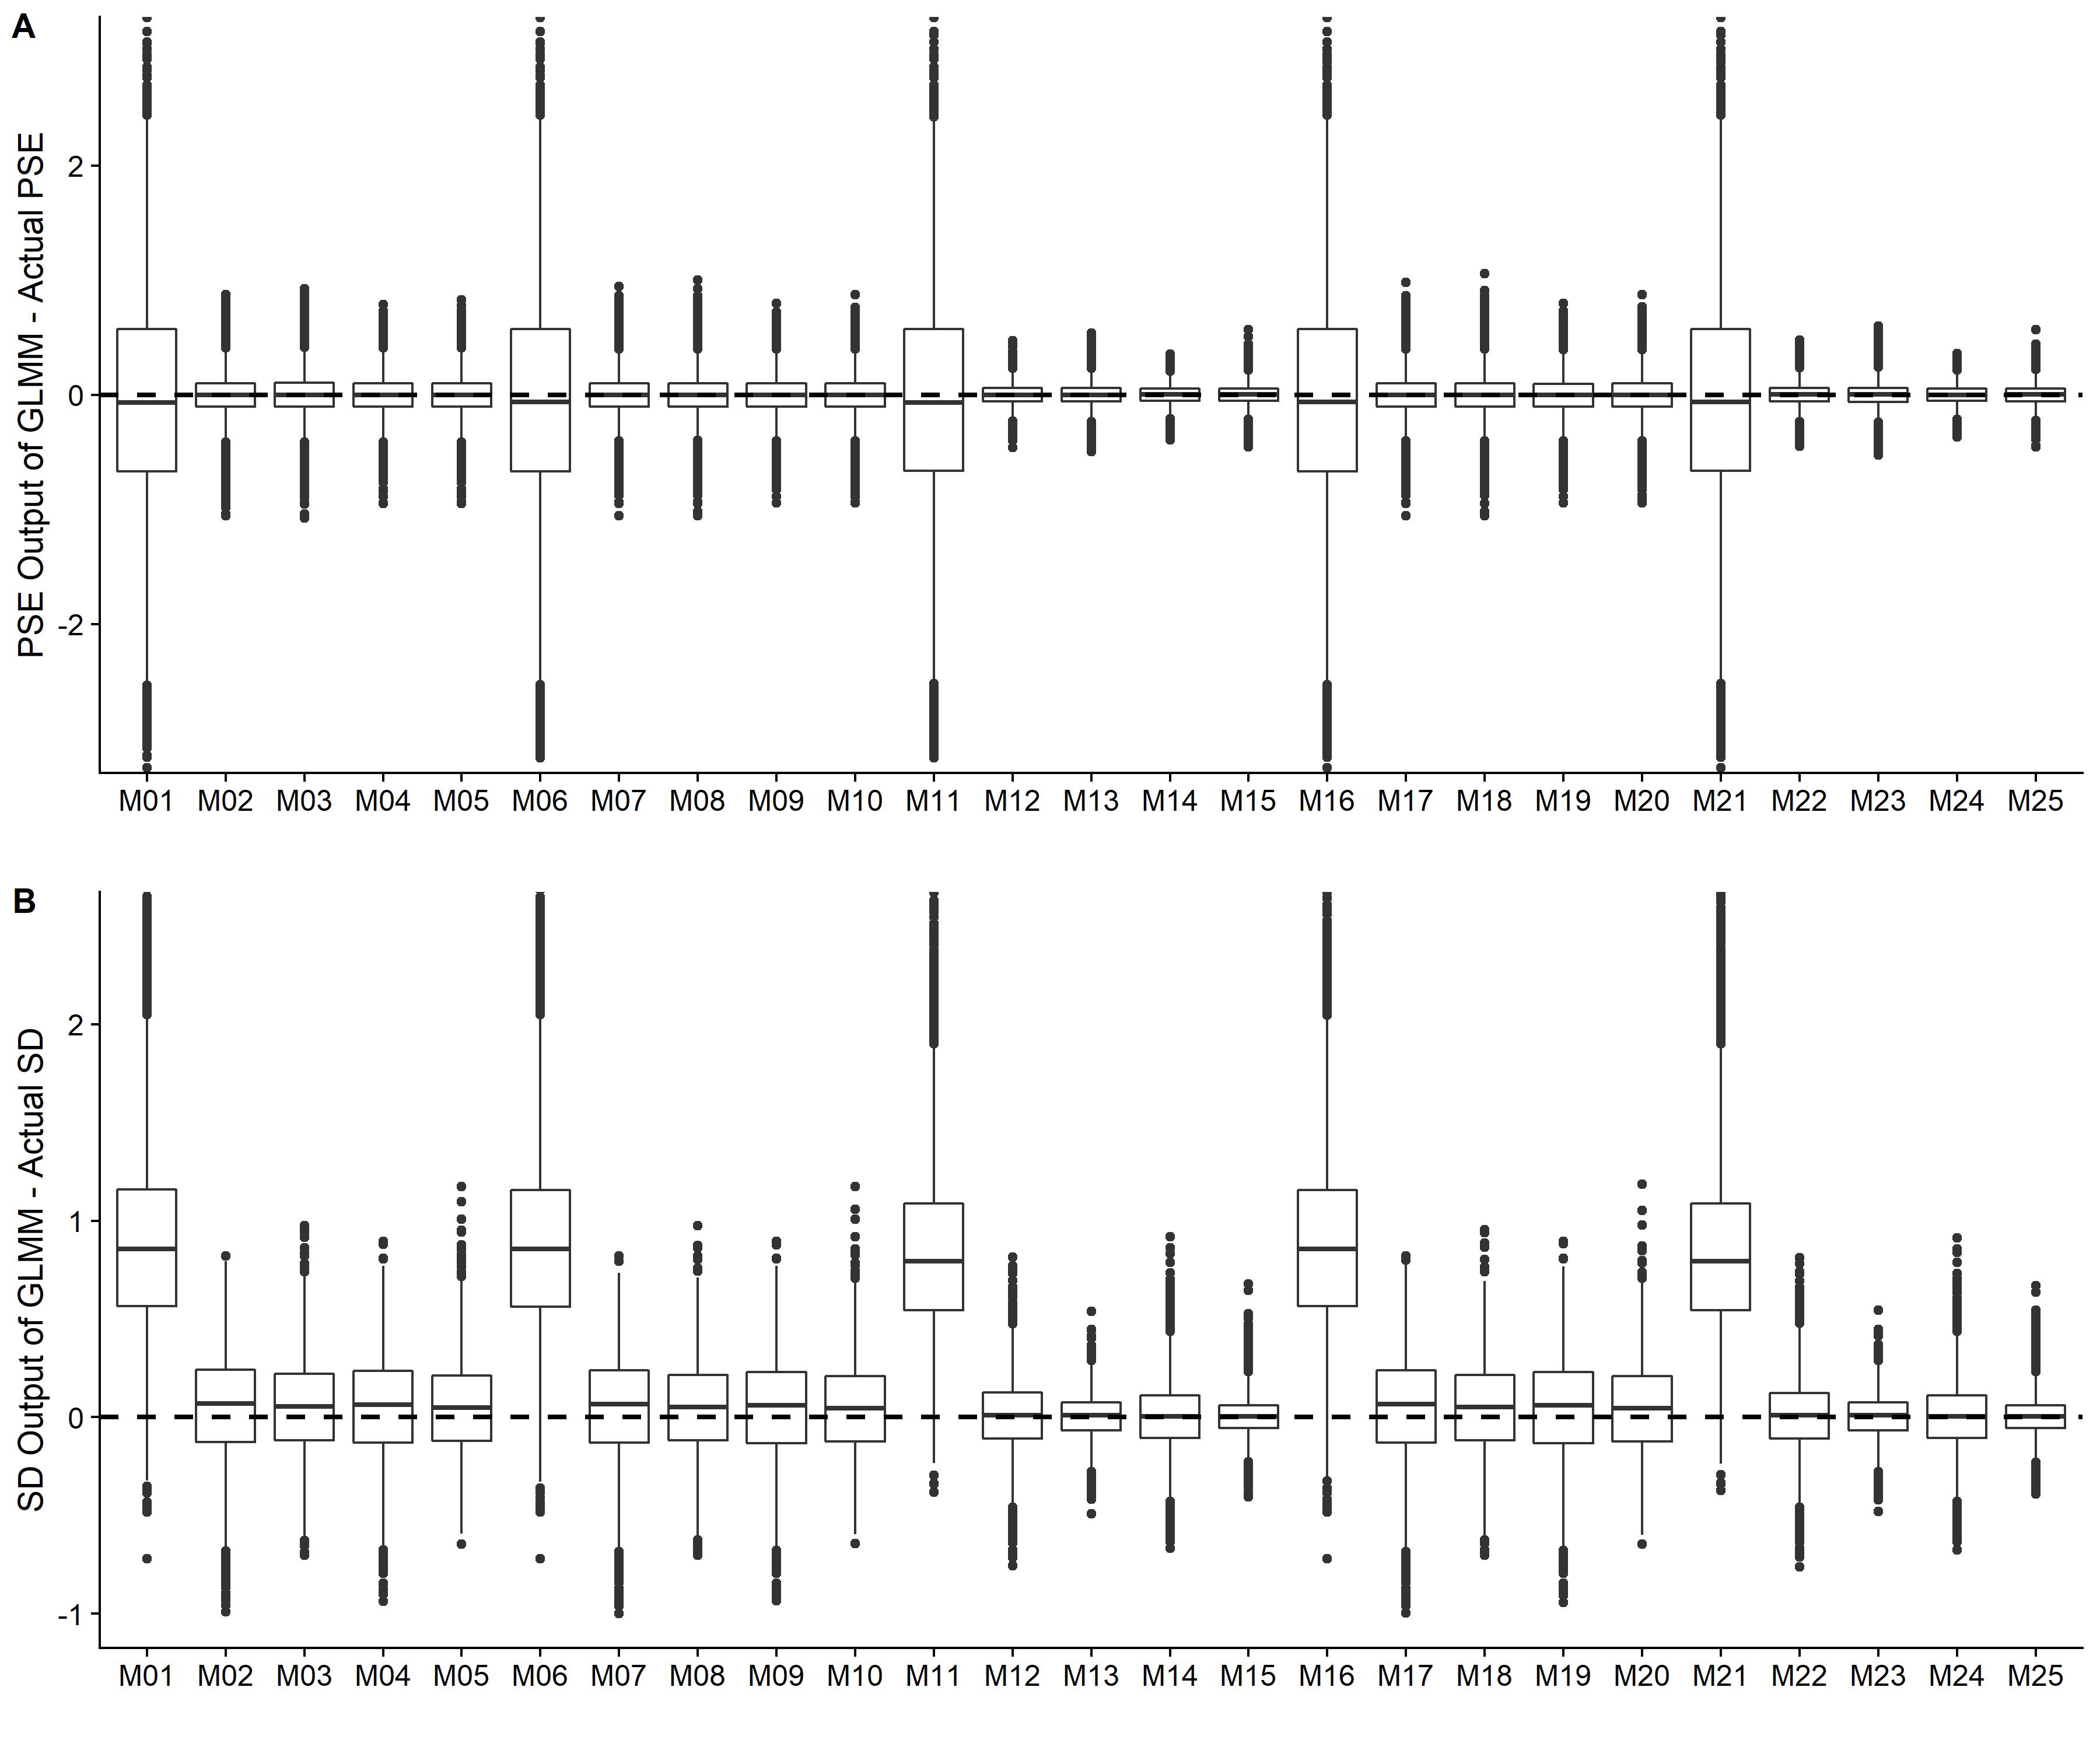 A
PSE Output of GLMM - Actual PSE
2
0
-2
M01 M02 M03 M04 M05 M06 M07 M08 M09 M10 M11 M12 M13 M14 M15 M16 M17 M18 M19 M20 M21 M22 M23 M24 M25
B
SD Output of GLMM - Actual SD
2
1
0
-1
M01 M02 M03 M04 M05 M06 M07 M08 M09 M10 M11 M12 M13 M14 M15 M16 M17 M18 M19 M20 M21 M22 M23 M24 M25